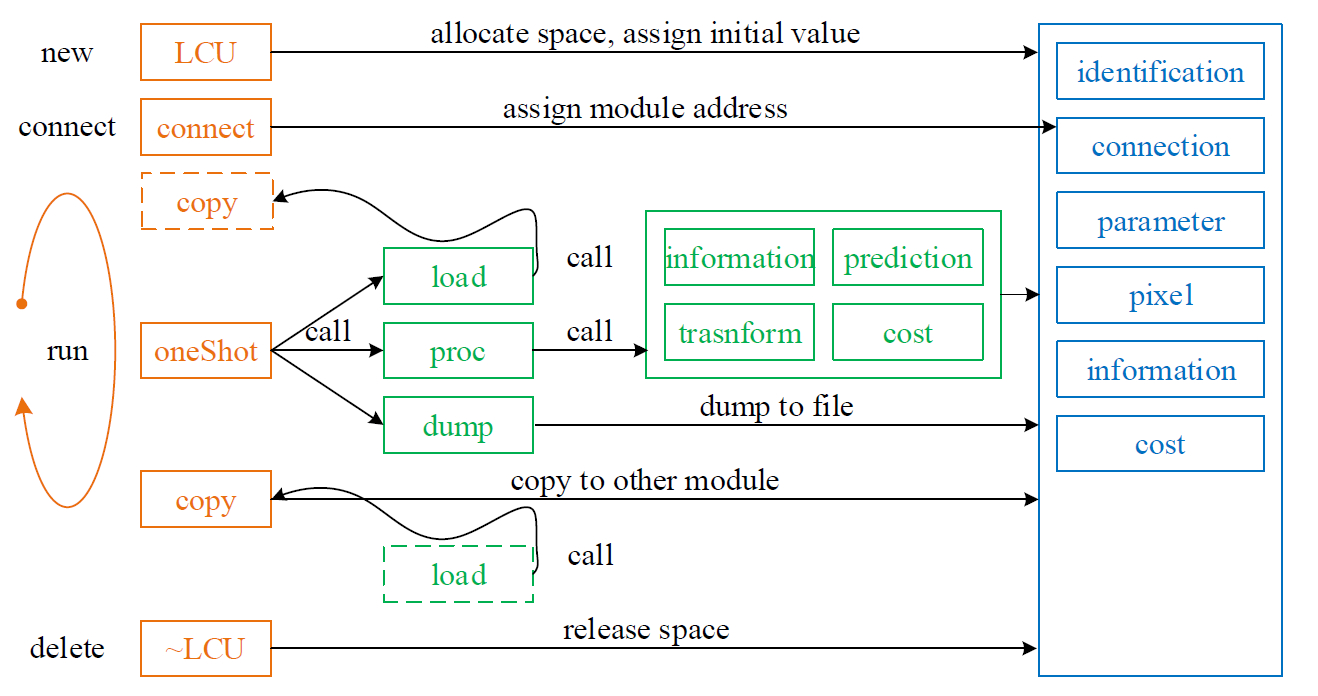 new
LCU
allocate space, assign initial value
identification
connect
connect
assign module address
connection
copy
parameter
load
call
information
prediction
pixel
run
oneShot
call
proc
call
trasnform
cost
information
dump
dump to file
cost
copy
copy to other module
load
call
delete
~LCU
release space